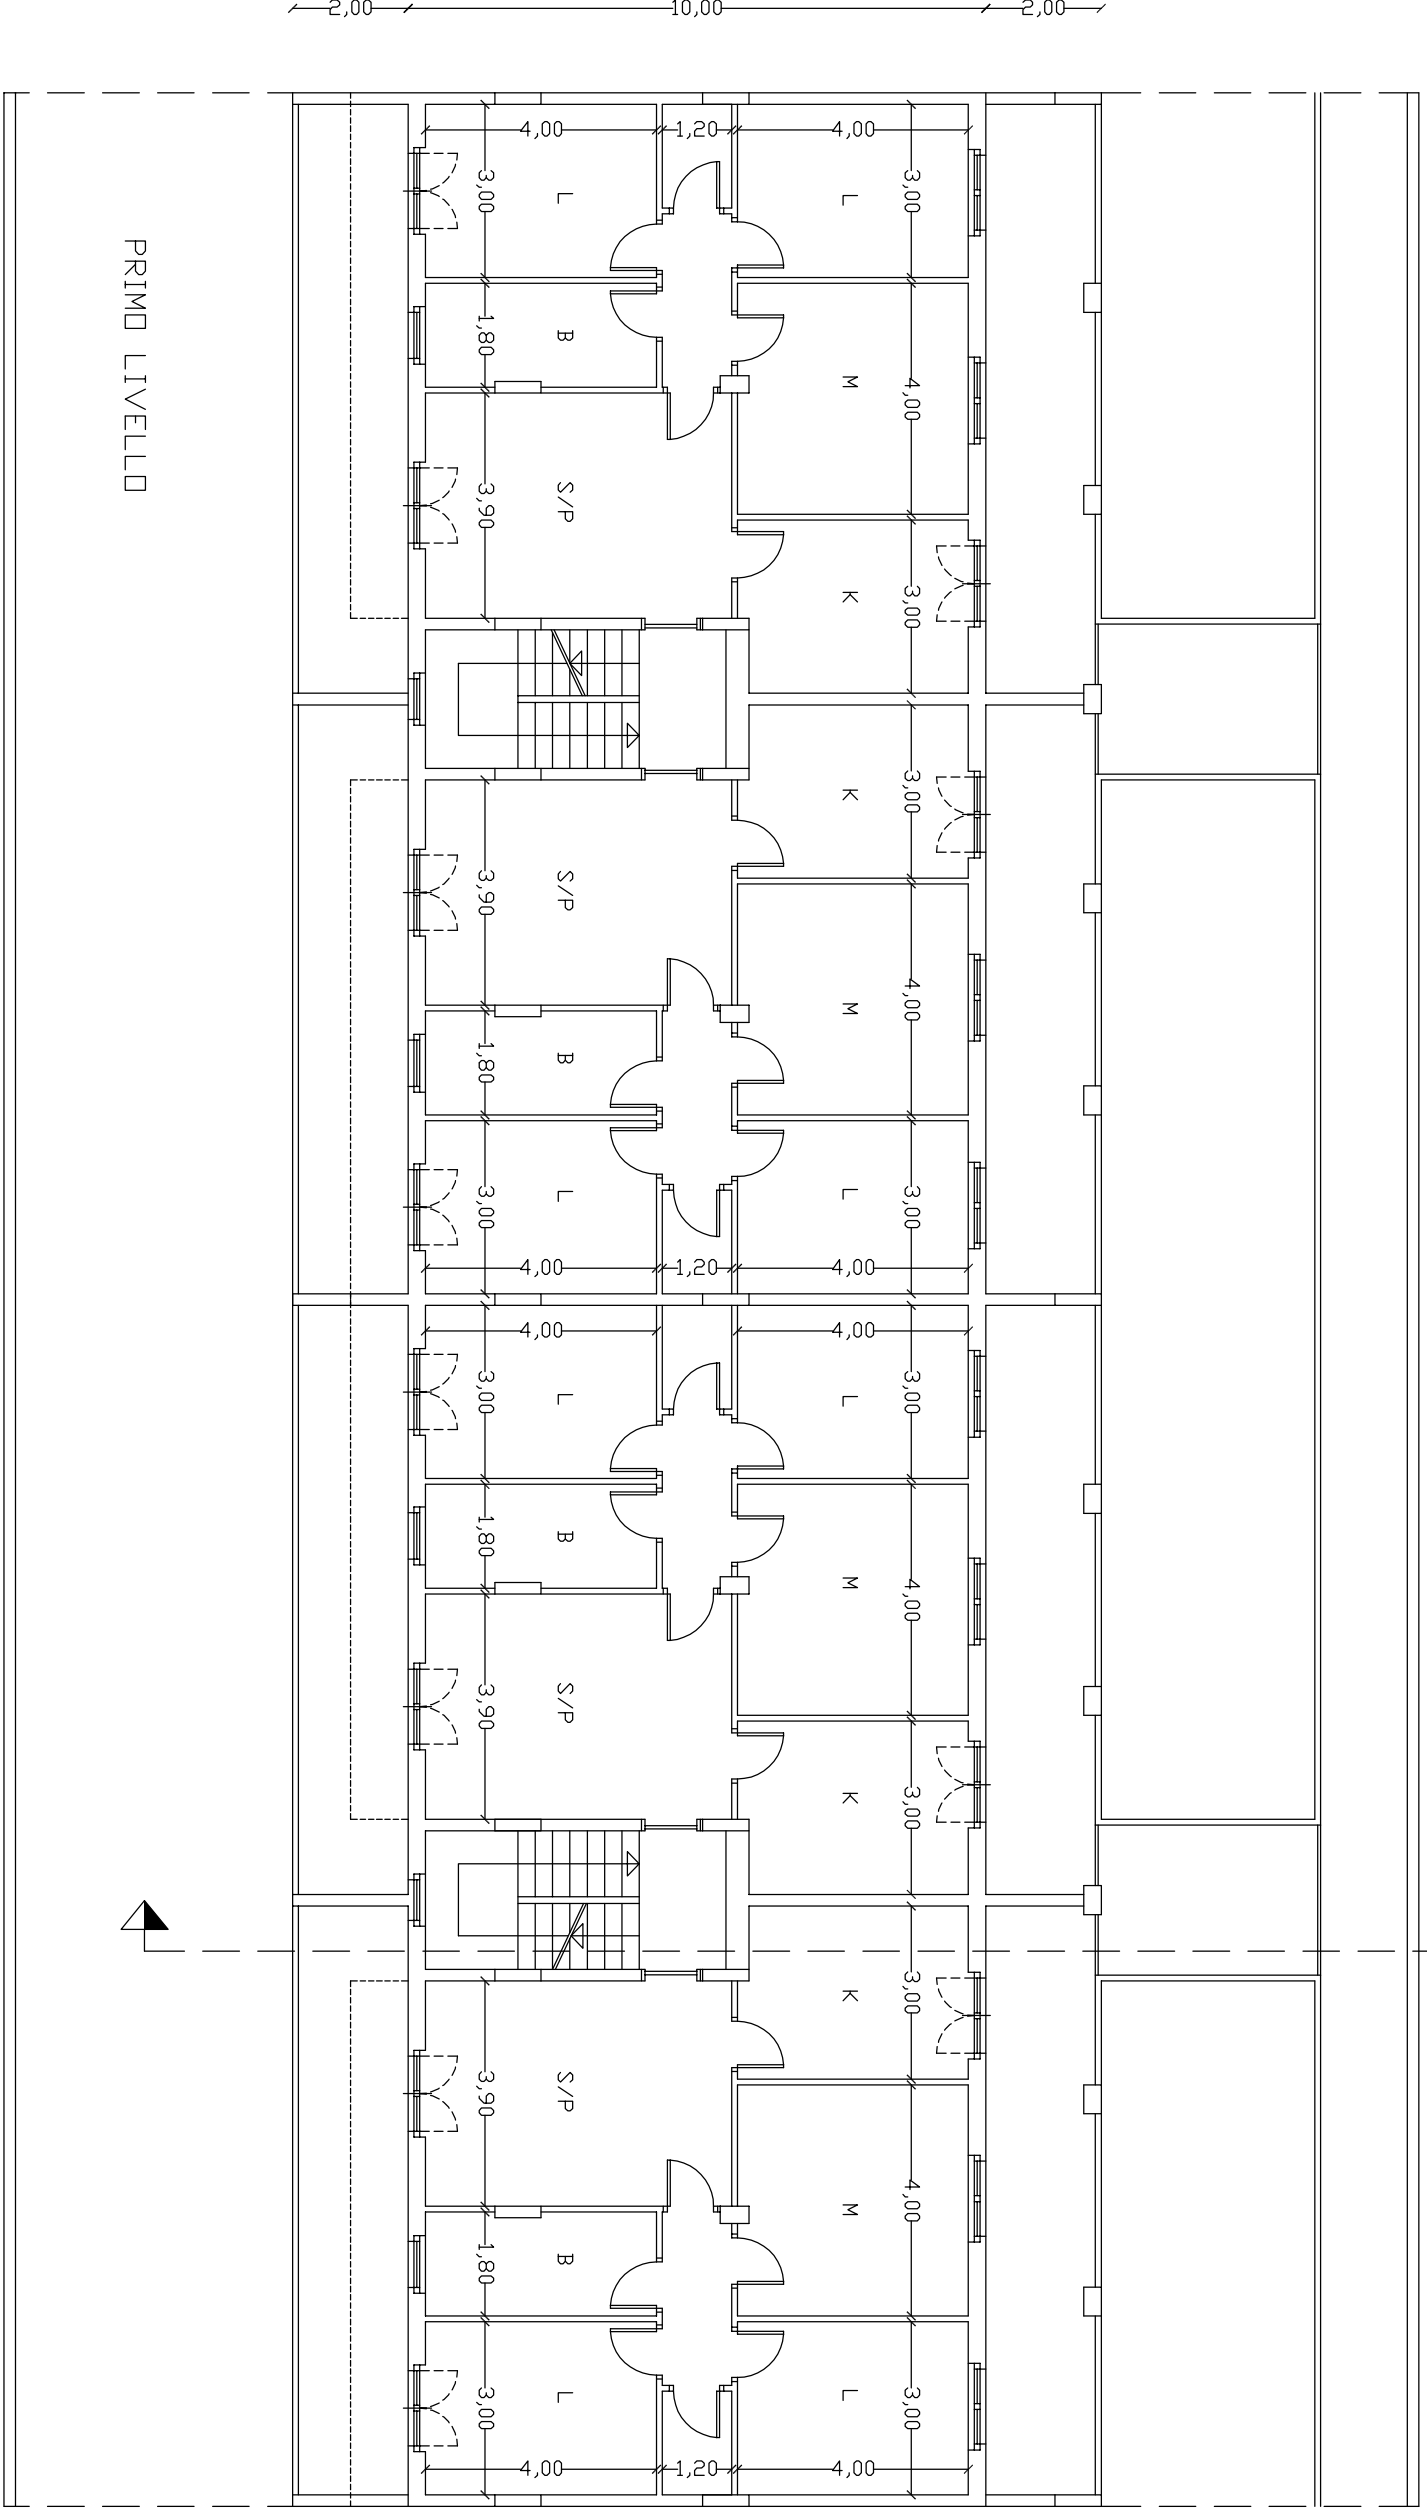 2,00 10,00 2,00
PRIMO LIVELLO
4,00 1,20 4,00
3,00 L L 3,00
1,80 B M 4,00
3,90 S/P K 3,00
K 3,00
3,90 S/P M 4,00
1,80 B
3,00 L L 3,00
4,00 1,20 4,00
4,00 4,00
3,00 L L 3,00
1,80 B M 4,00
3,90 S/P K 3,00
K 3,00
3,90 S/P M 4,00
1,80 B
3,00 L L 3,00
4,00 1,20 4,00